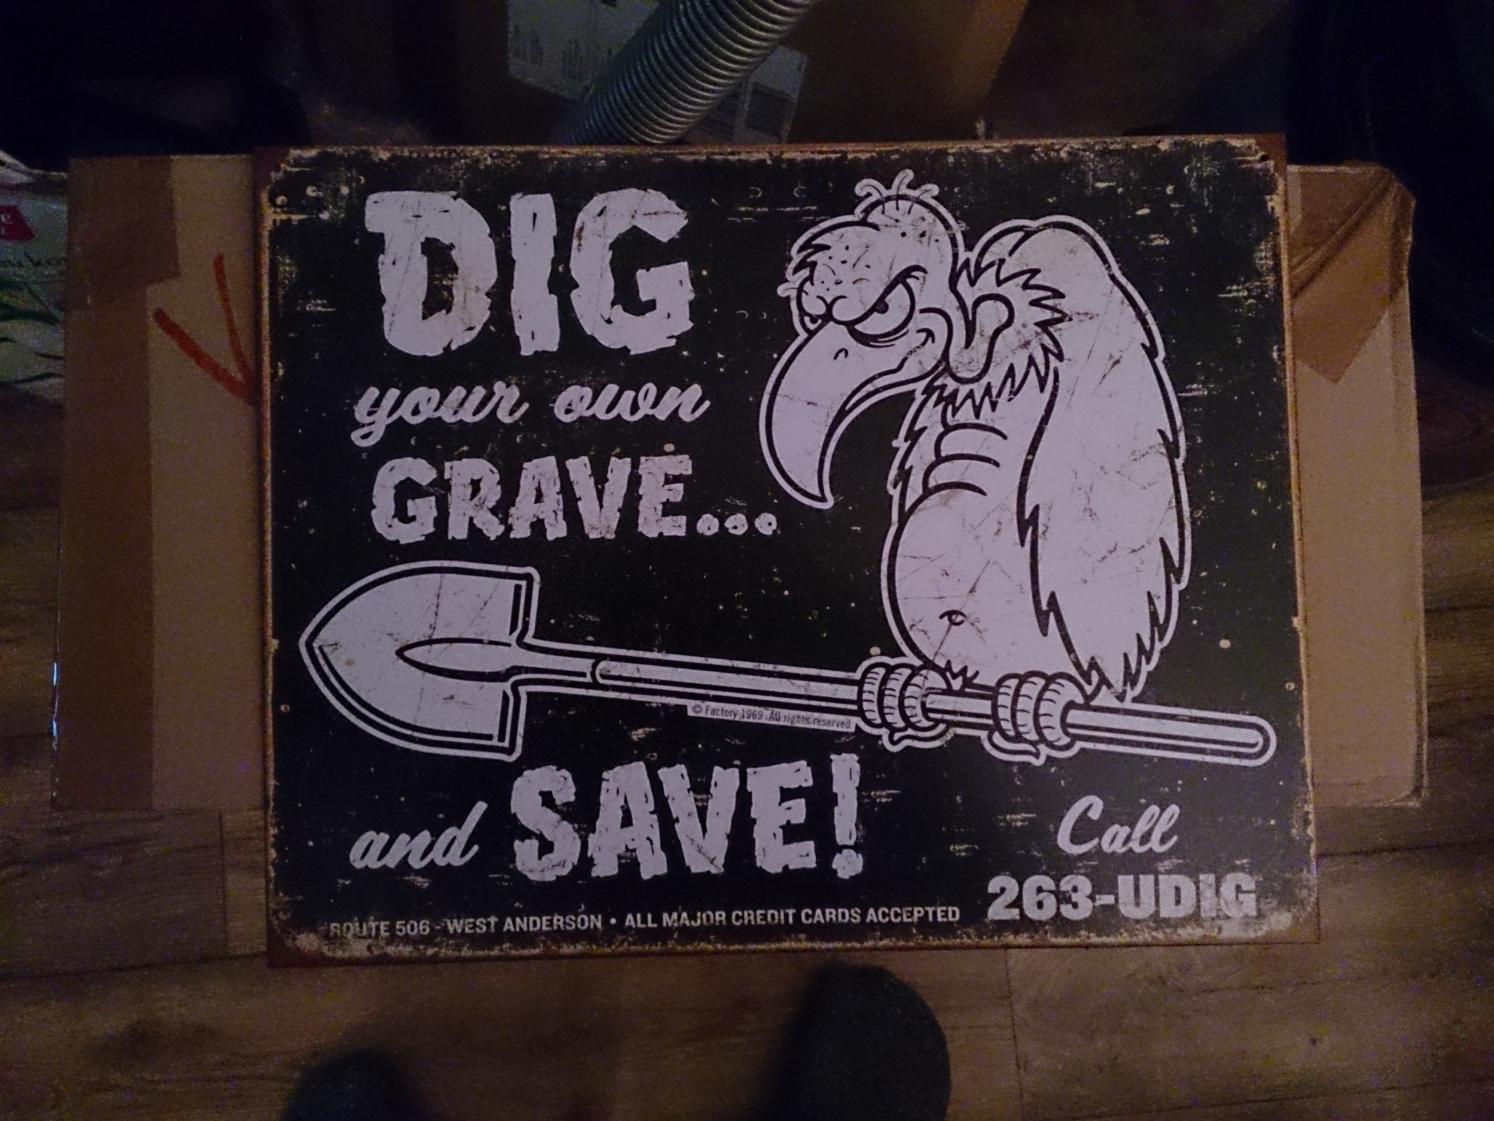 DIG
your own
GRAVE...
© Factory 1969 All rights reserved
and SAVE!
Call
263-UDIG
ROUTE 506 - WEST ANDERSON • ALL MAJOR CREDIT CARDS ACCEPTED